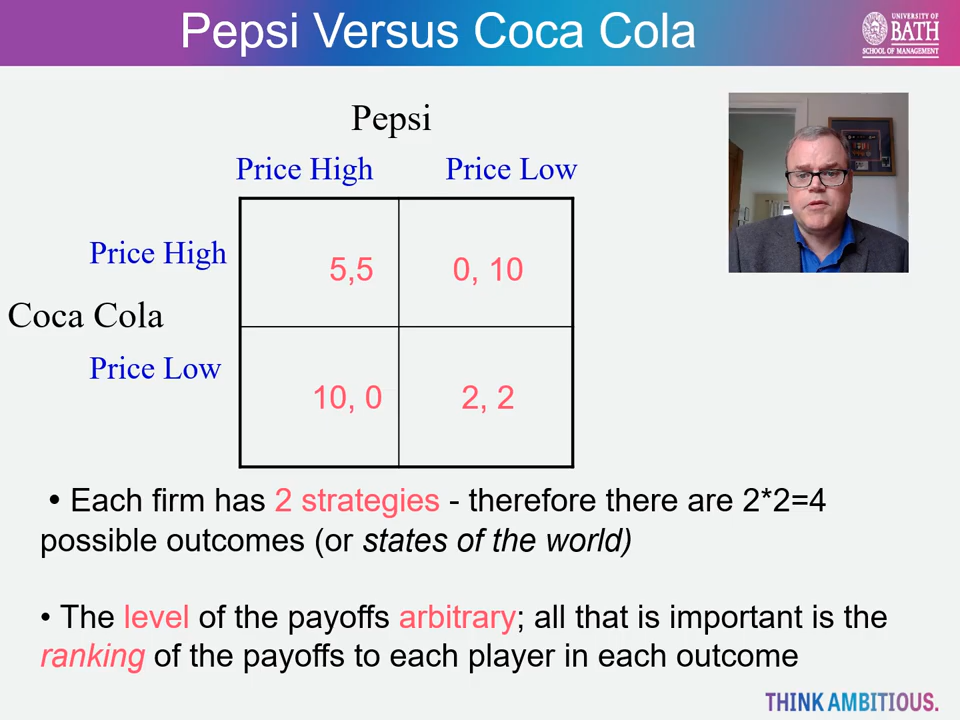 Pepsi Versus Coca Cola
UNIVERSITY OF
BATH
SCHOOL OF MANAGEMENT
Pepsi
Price High Price Low
Price High 5,5 0, 10
Coca Cola
Price Low 10, 0 2, 2
• Each firm has 2 strategies - therefore there are 2*2=4
possible outcomes (or states of the world)
• The level of the payoffs arbitrary; all that is important is the
ranking of the payoffs to each player in each outcome
THINK AMBITIOUS.